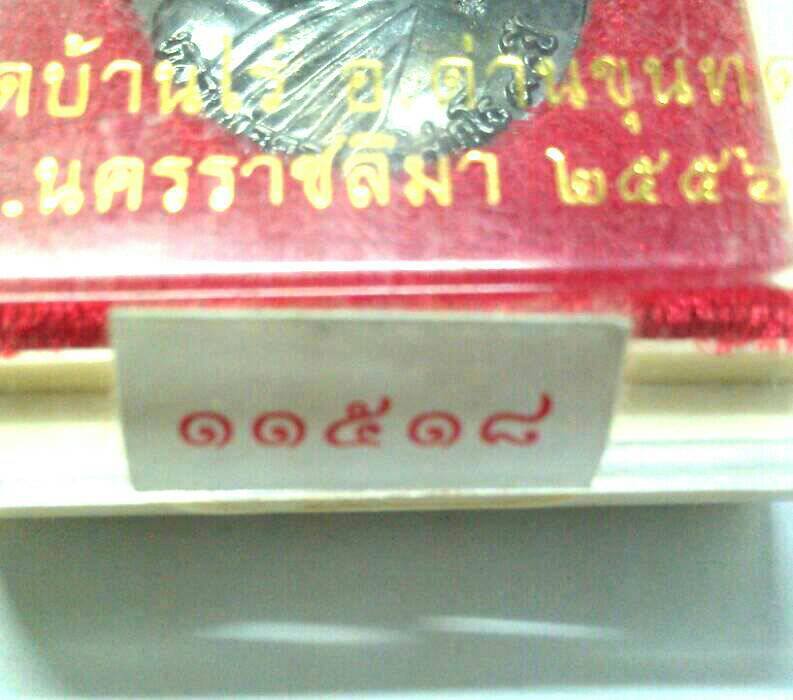 ดบ้านไร่ อ.ด่านขุนทด
.นครราชสิมา ๒๕๕๖
๑๑๕๑๘